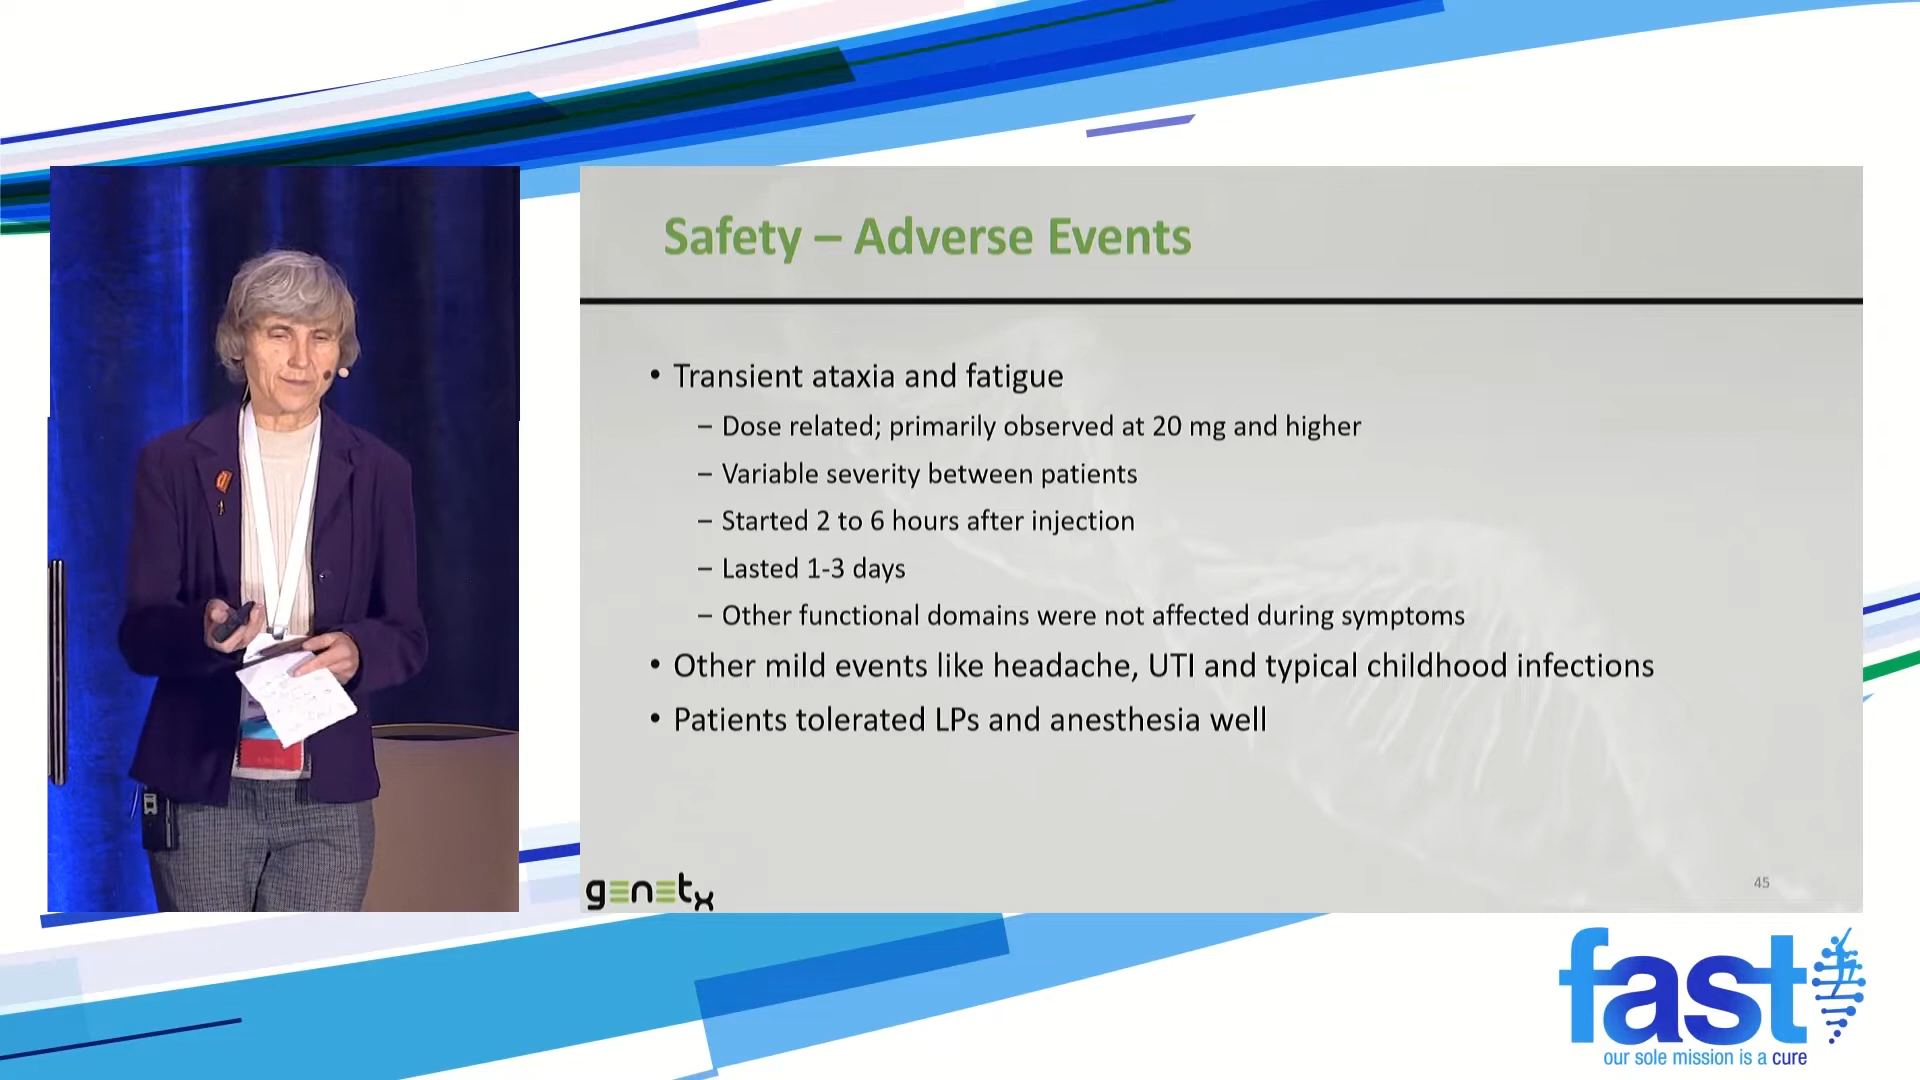 Safety – Adverse Events
• Transient ataxia and fatigue
– Dose related; primarily observed at 20 mg and higher
– Variable severity between patients
– Started 2 to 6 hours after injection
– Lasted 1-3 days
– Other functional domains were not affected during symptoms
• Other mild events like headache, UTI and typical childhood infections
• Patients tolerated LPs and anesthesia well
genetx
45
fast
our sole mission is a cure